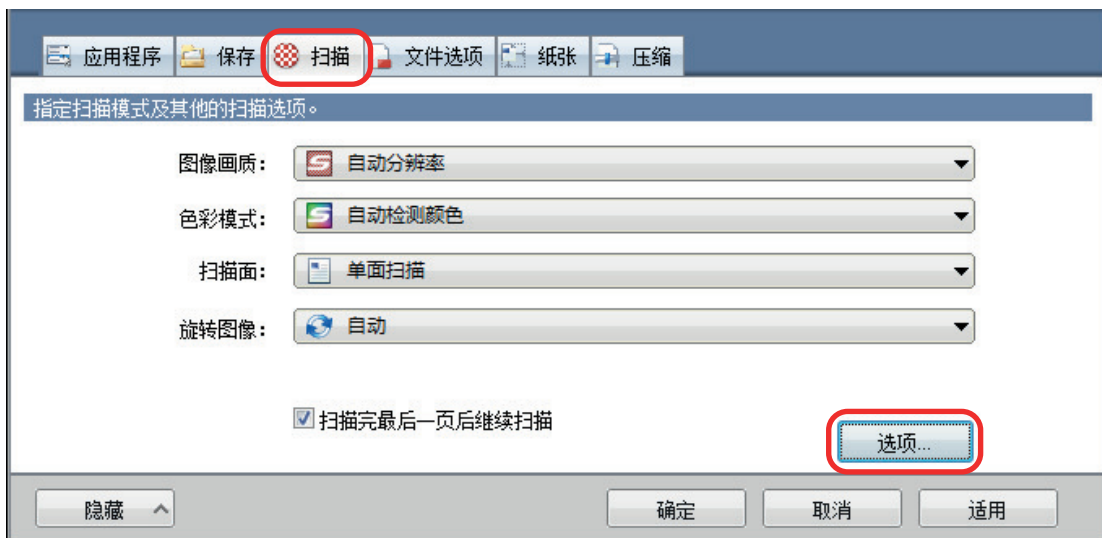 应用程序 保存 扫描 文件选项 纸张 压缩
指定扫描模式及其他的扫描选项。
图像画质： 自动分辨率
色彩模式： 自动检测颜色
扫描面： 单面扫描
旋转图像： 自动
扫描完最后一页后继续扫描
选项...
隐藏 确定 取消 适用